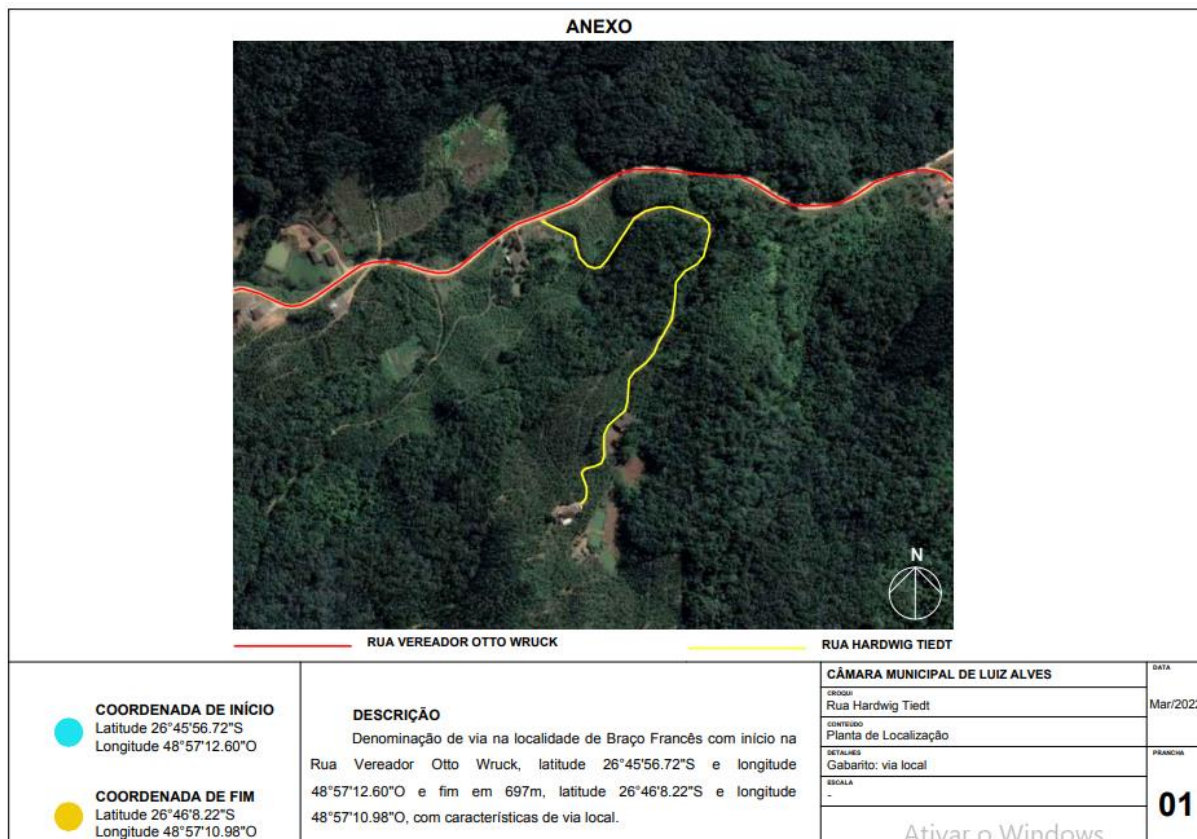 ANEXO
N
RUA VEREADOR OTTO WRUCK
RUA HARDWIG TIEDT
COORDENADA DE INÍCIO
Latitude 26°45'56.72"S
Longitude 48°57'12.60"O
COORDENADA DE FIM
Latitude 26°46'8.22"S
Longitude 48°57'10.98"O
DESCRIÇÃO
Denominação de via na localidade de Braço Francês com início na
Rua Vereador Otto Wruck, latitude 26°45'56.72"S e longitude
48°57'12.60"O e fim em 697m, latitude 26°46'8.22"S e longitude
48°57'10.98"O, com características de via local.
CÂMARA MUNICIPAL DE LUIZ ALVES
CROQUI
Rua Hardwig Tiedt
CONTEÚDO
Planta de Localização
DETALHES
Gabarito: via local
ESCALA
-
DATA
Mar/2022
PRANCHA
01
Ativar o Windows